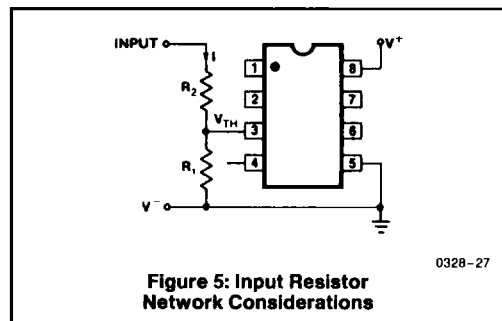 INPUT
I
V+
1
8
R2
2
7
VTH
3
6
R1
4
5
V−
0328-27
Figure 5: Input Resistor
Network Considerations